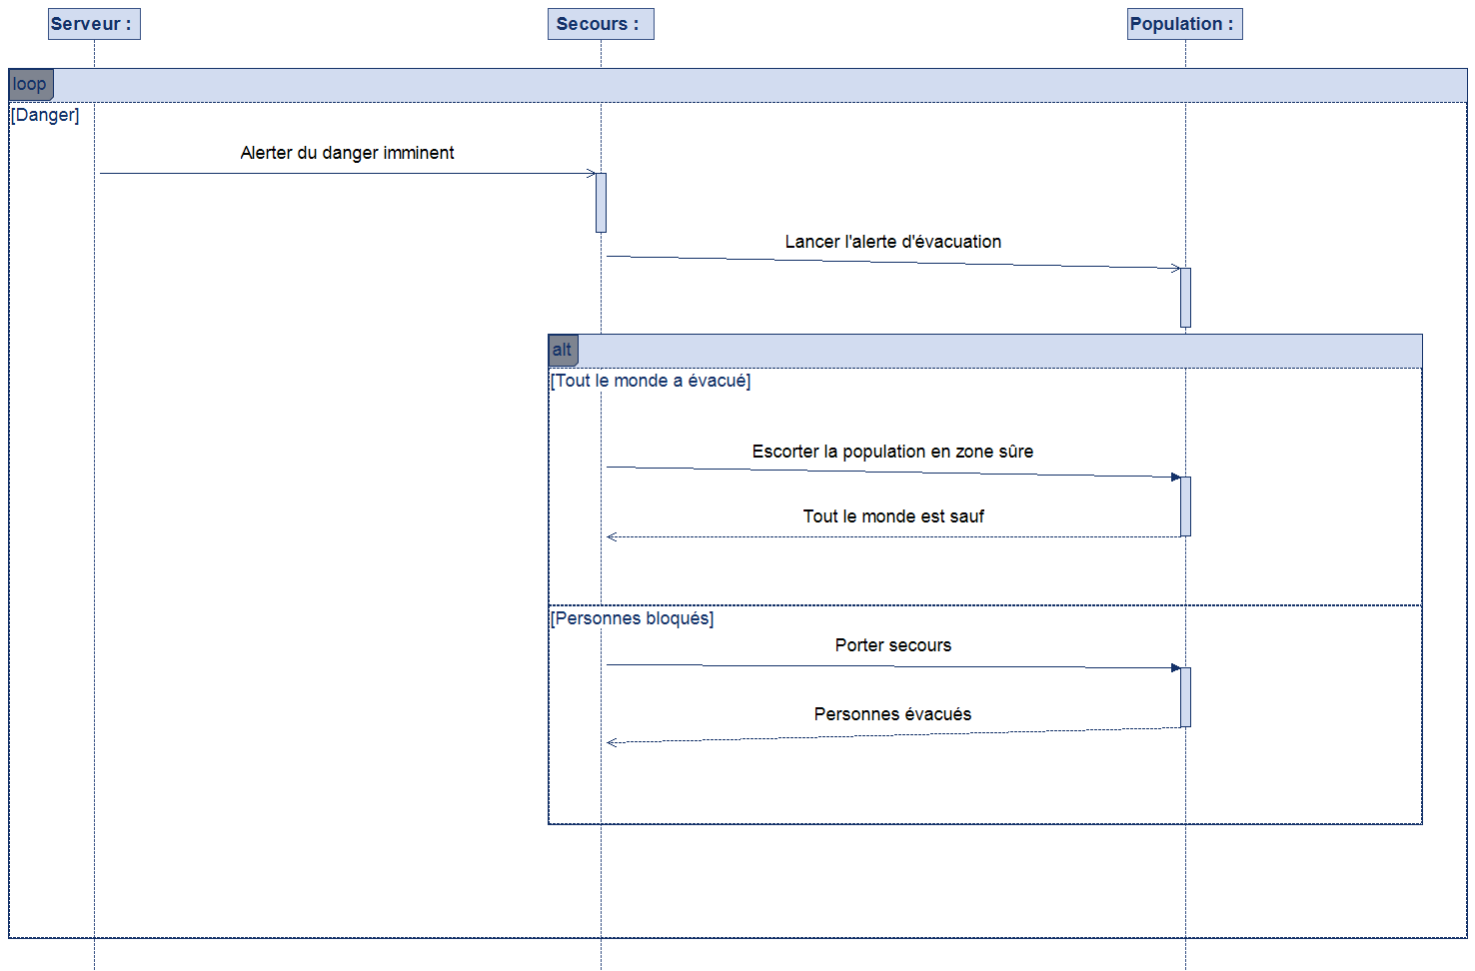 Serveur :
Secours :
Population :
loop
[Danger]
Alerter du danger imminent
Lancer l'alerte d'évacuation
alt
[Tout le monde a évacué]
Escorter la population en zone sûre
Tout le monde est sauf
[Personnes bloqués]
Porter secours
Personnes évacués